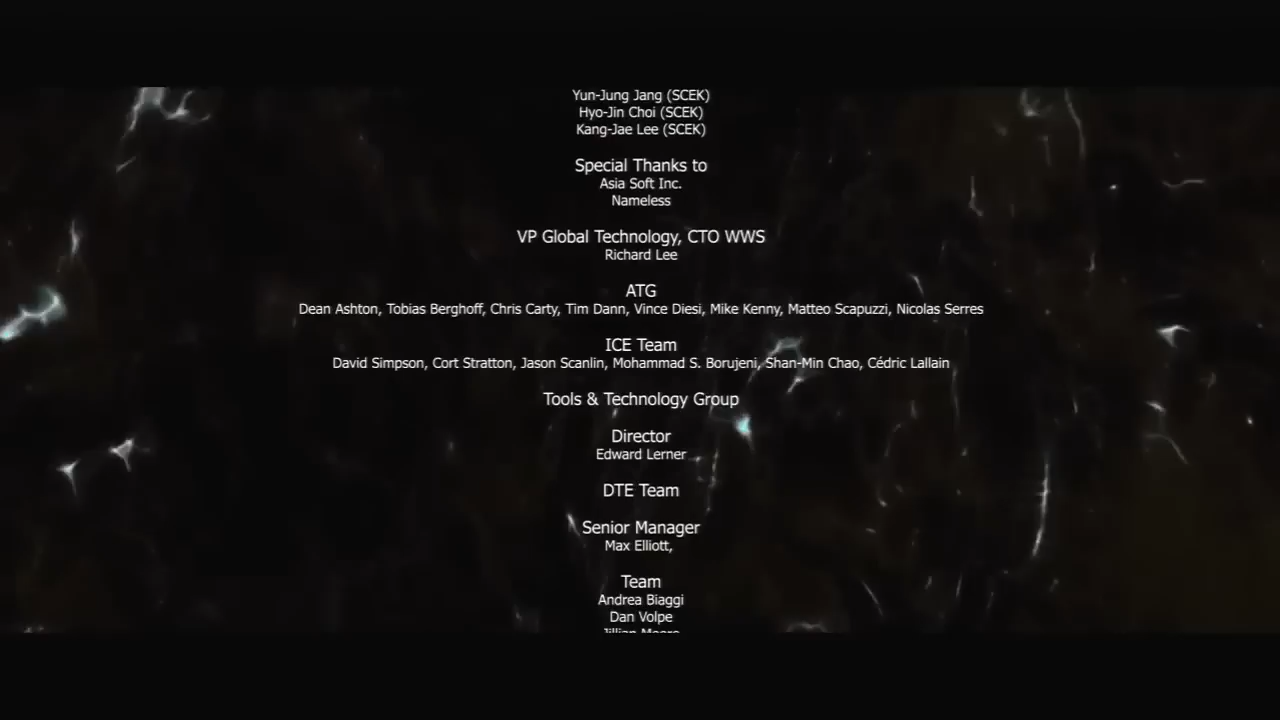 Yun-Jung Jang (SCEK)
Hyo-Jin Choi (SCEK)
Kang-Jae Lee (SCEK)
Special Thanks to
Asia Soft Inc.
Nameless
VP Global Technology, CTO WWS
Richard Lee
ATG
Dean Ashton, Tobias Berghoff, Chris Carty, Tim Dann, Vince Diesi, Mike Kenny, Matteo Scapuzzi, Nicolas Serres
ICE Team
David Simpson, Cort Stratton, Jason Scanlin, Mohammad S. Borujeni, Shan-Min Chao, Cédric Lallain
Tools & Technology Group
Director
Edward Lerner
DTE Team
Senior Manager
Max Elliott,
Team
Andrea Biaggi
Dan Volpe